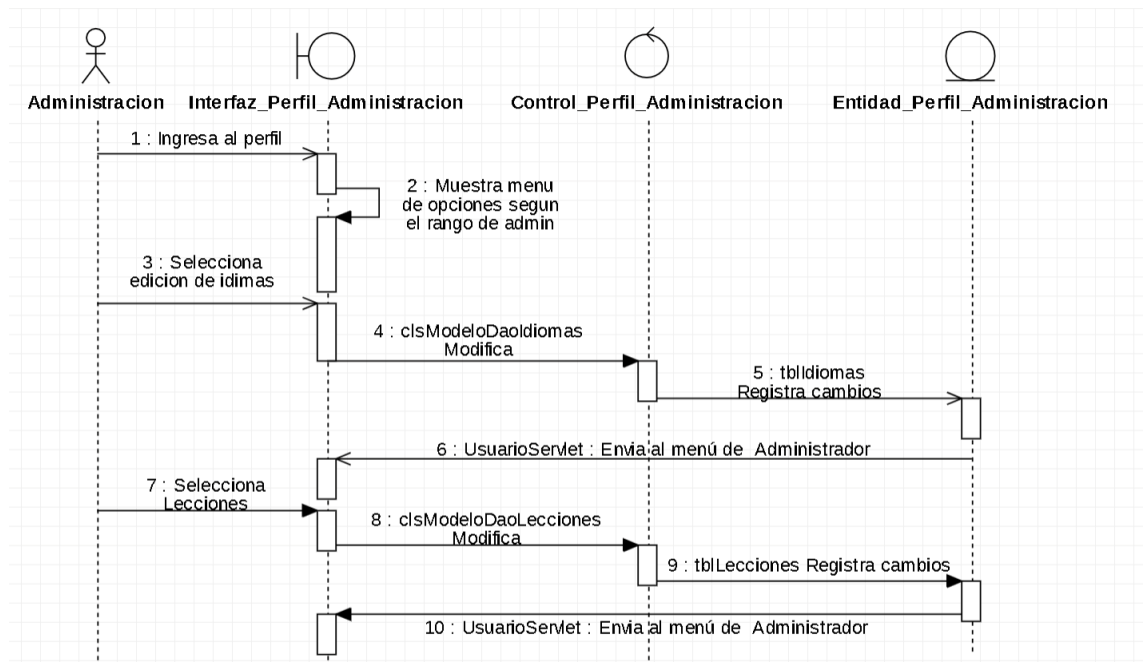 Administracion
Interfaz_Perfil_Administracion
Control_Perfil_Administracion
Entidad_Perfil_Administracion
1 : Ingresa al perfil
2 : Muestra menu
de opciones segun
el rango de admin
3 : Selecciona
edicion de idimas
4 : clsModeloDaoIdiomas
Modifica
5 : tblIdiomas
Registra cambios
6 : UsuarioServlet : Envia al menú de Administrador
7 : Selecciona
Lecciones
8 : clsModeloDaoLecciones
Modifica
9 : tblLecciones Registra cambios
10 : UsuarioServlet : Envia al menú de Administrador